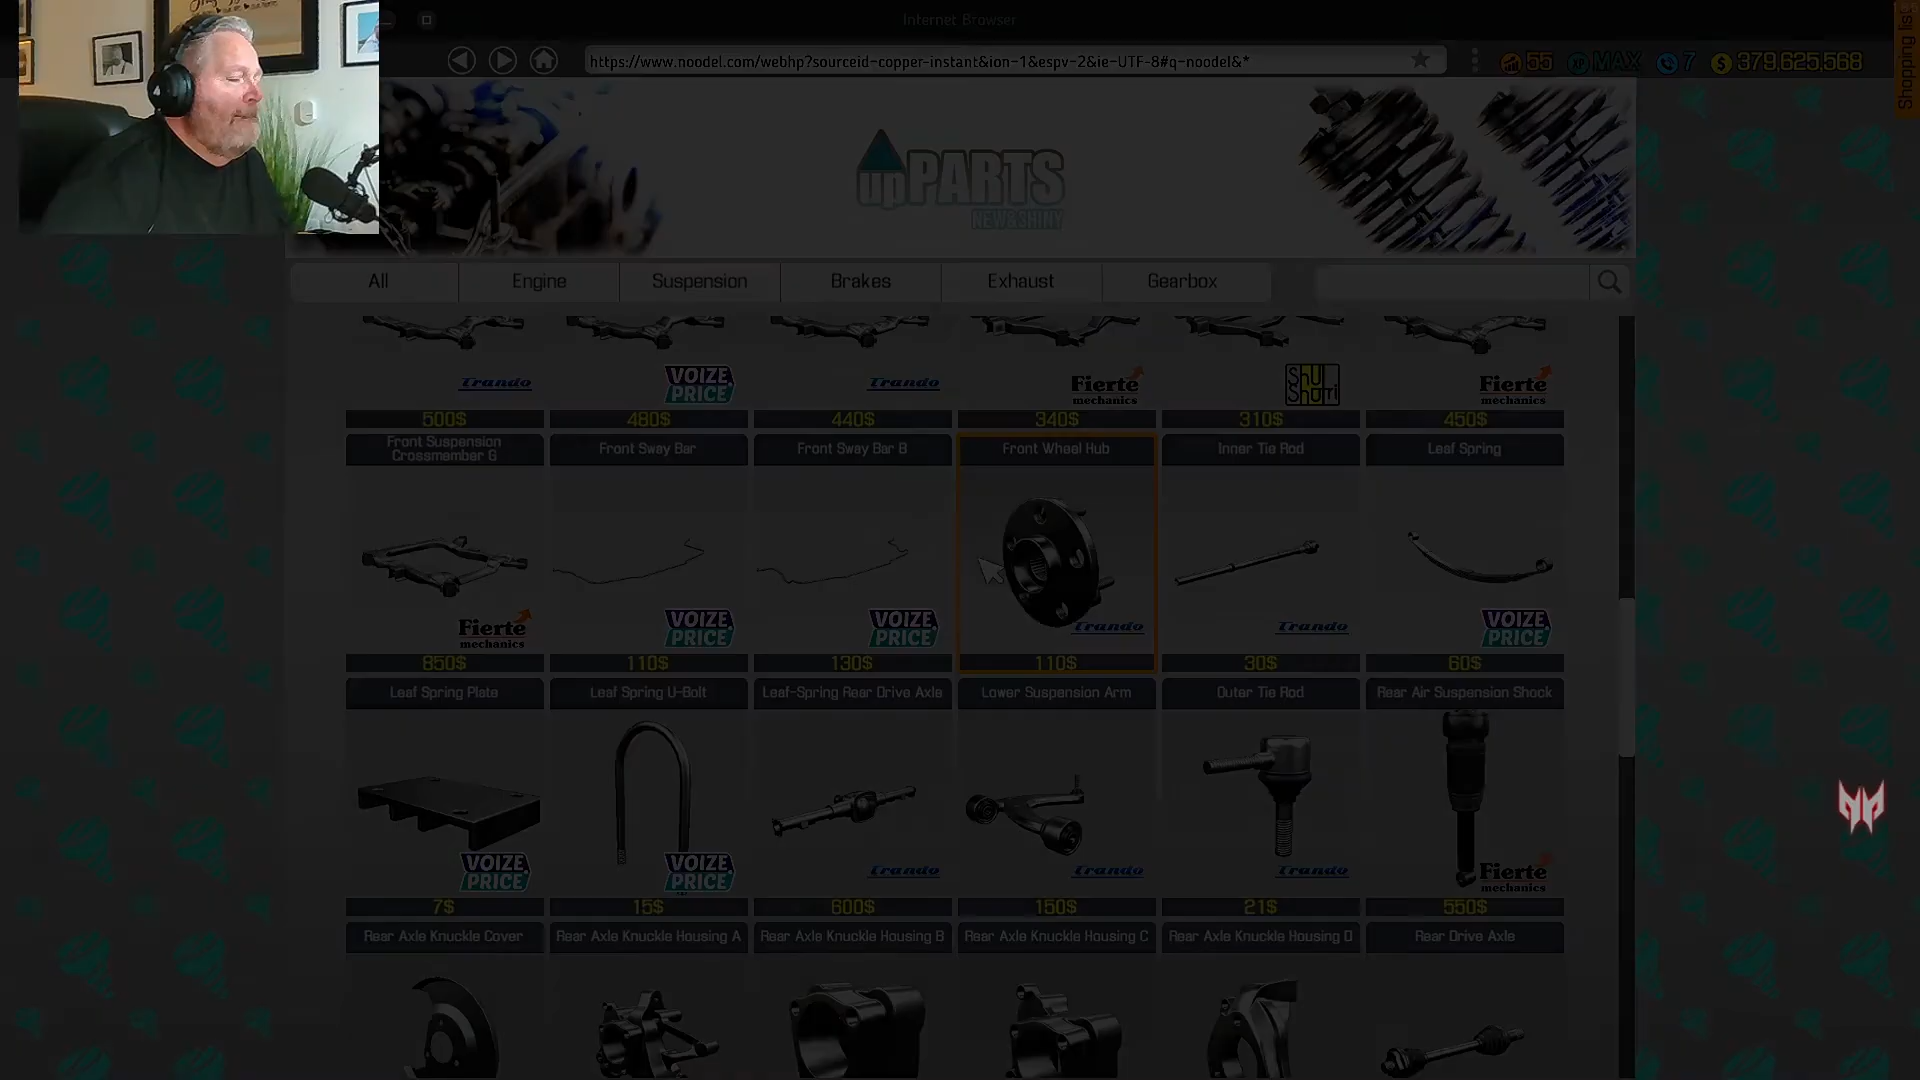 Internet Browser
https://www.noodel.com/webhp?sourceid-copper-instant&ion-1&espv-2&ie-UTF-8#q-noodel&*
55 MAX 7 $ 379,625,568
Shopping list
upPARTS
NEW&SHINY
All Engine Suspension Brakes Exhaust Gearbox
Trando VOIZE PRICE Trando Fierte mechanics Shu Shu Ti Fierte mechanics
500$ 480$ 440$ 340$ 310$ 450$
Front Suspension Crossmember G Front Sway Bar Front Sway Bar B Front Wheel Hub Inner Tie Rod Leaf Spring
Fierte mechanics VOIZE PRICE VOIZE PRICE Trando Trando VOIZE PRICE
850$ 110$ 130$ 110$ 30$ 60$
Leaf Spring Plate Leaf Spring U-Bolt Leaf-Spring Rear Drive Axle Lower Suspension Arm Outer Tie Rod Rear Air Suspension Shock
VOIZE PRICE VOIZE PRICE Trando Trando Trando Fierte mechanics
7$ 15$ 600$ 150$ 21$ 550$
Rear Axle Knuckle Cover Rear Axle Knuckle Housing A Rear Axle Knuckle Housing B Rear Axle Knuckle Housing C Rear Axle Knuckle Housing D Rear Drive Axle